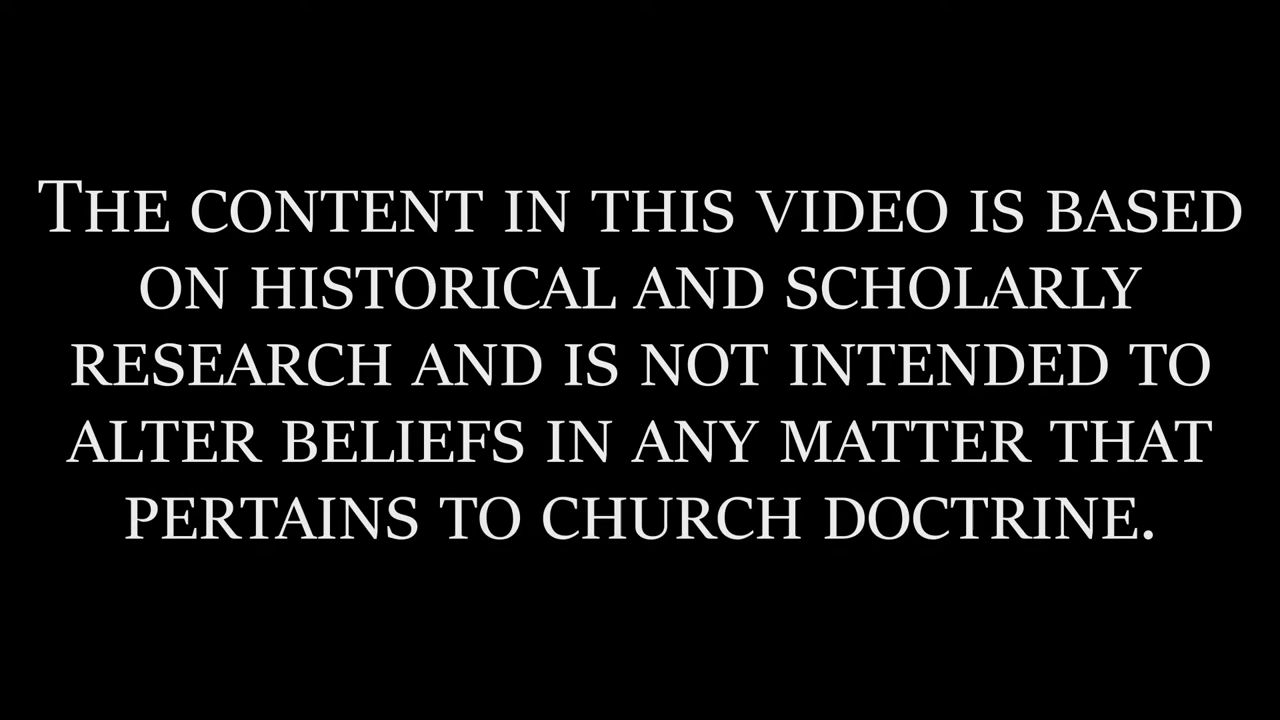 The content in this video is based
on historical and scholarly
research and is not intended to
alter beliefs in any matter that
pertains to church doctrine.